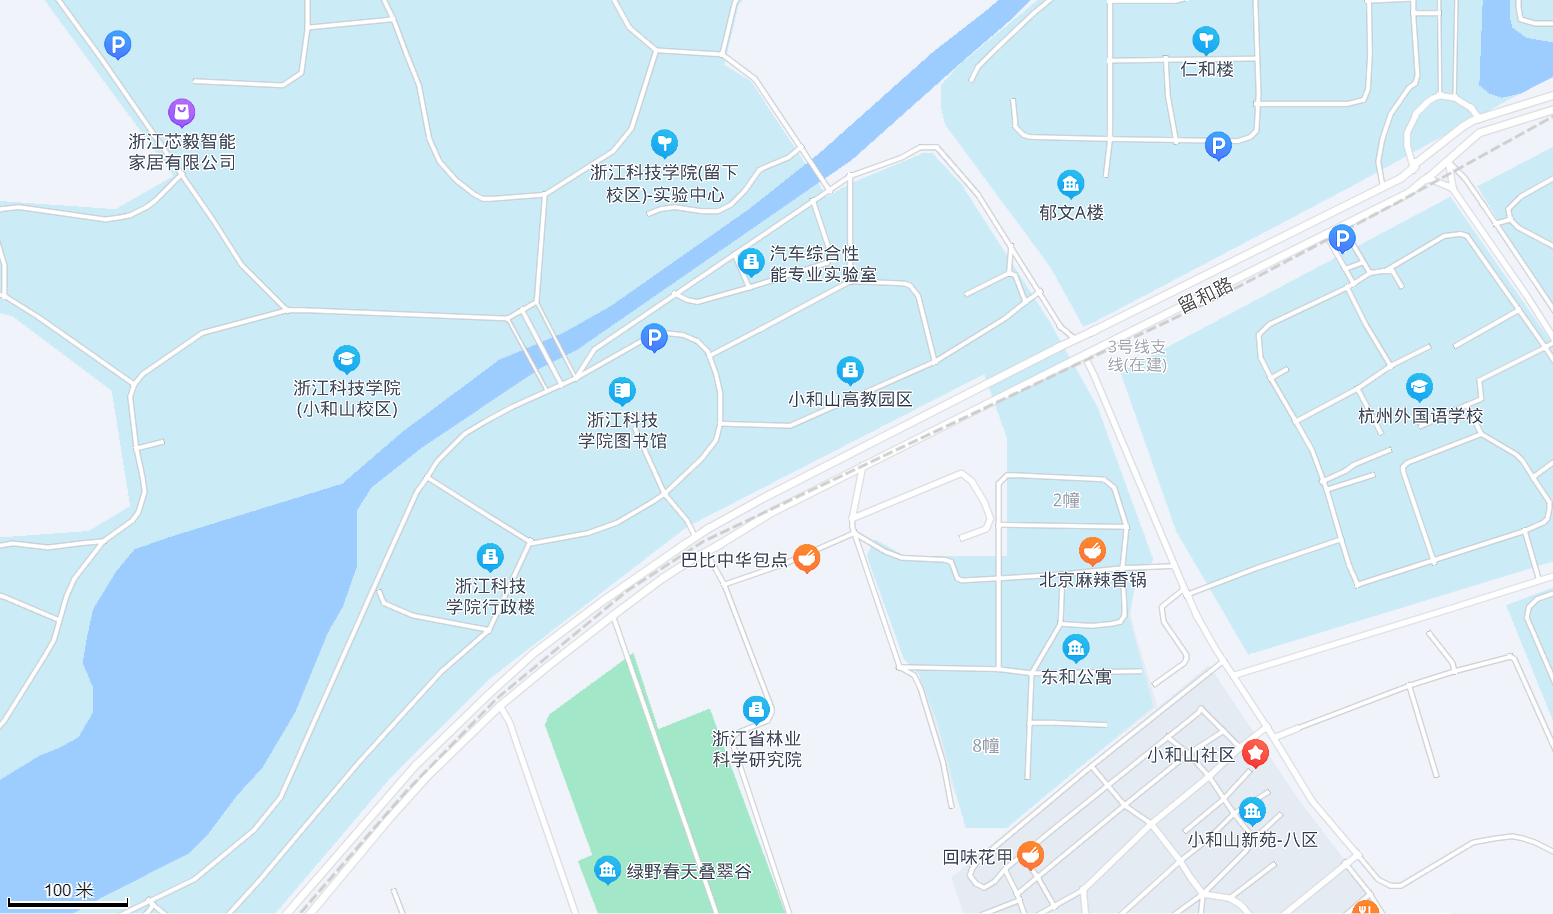 P
仁和楼
浙江芯毅智能
家居有限公司
P
浙江科技学院(留下
校区)-实验中心
郁文A楼
P
汽车综合性
能专业实验室
留和路
P
3号线支
线(在建)
浙江科技学院
(小和山校区)
小和山高教园区
浙江科技
学院图书馆
杭州外国语学校
2幢
巴比中华包点
北京麻辣香锅
浙江科技
学院行政楼
东和公寓
浙江省林业
科学研究院
8幢
小和山社区
小和山新苑-八区
回味花甲
绿野春天叠翠谷
100 米